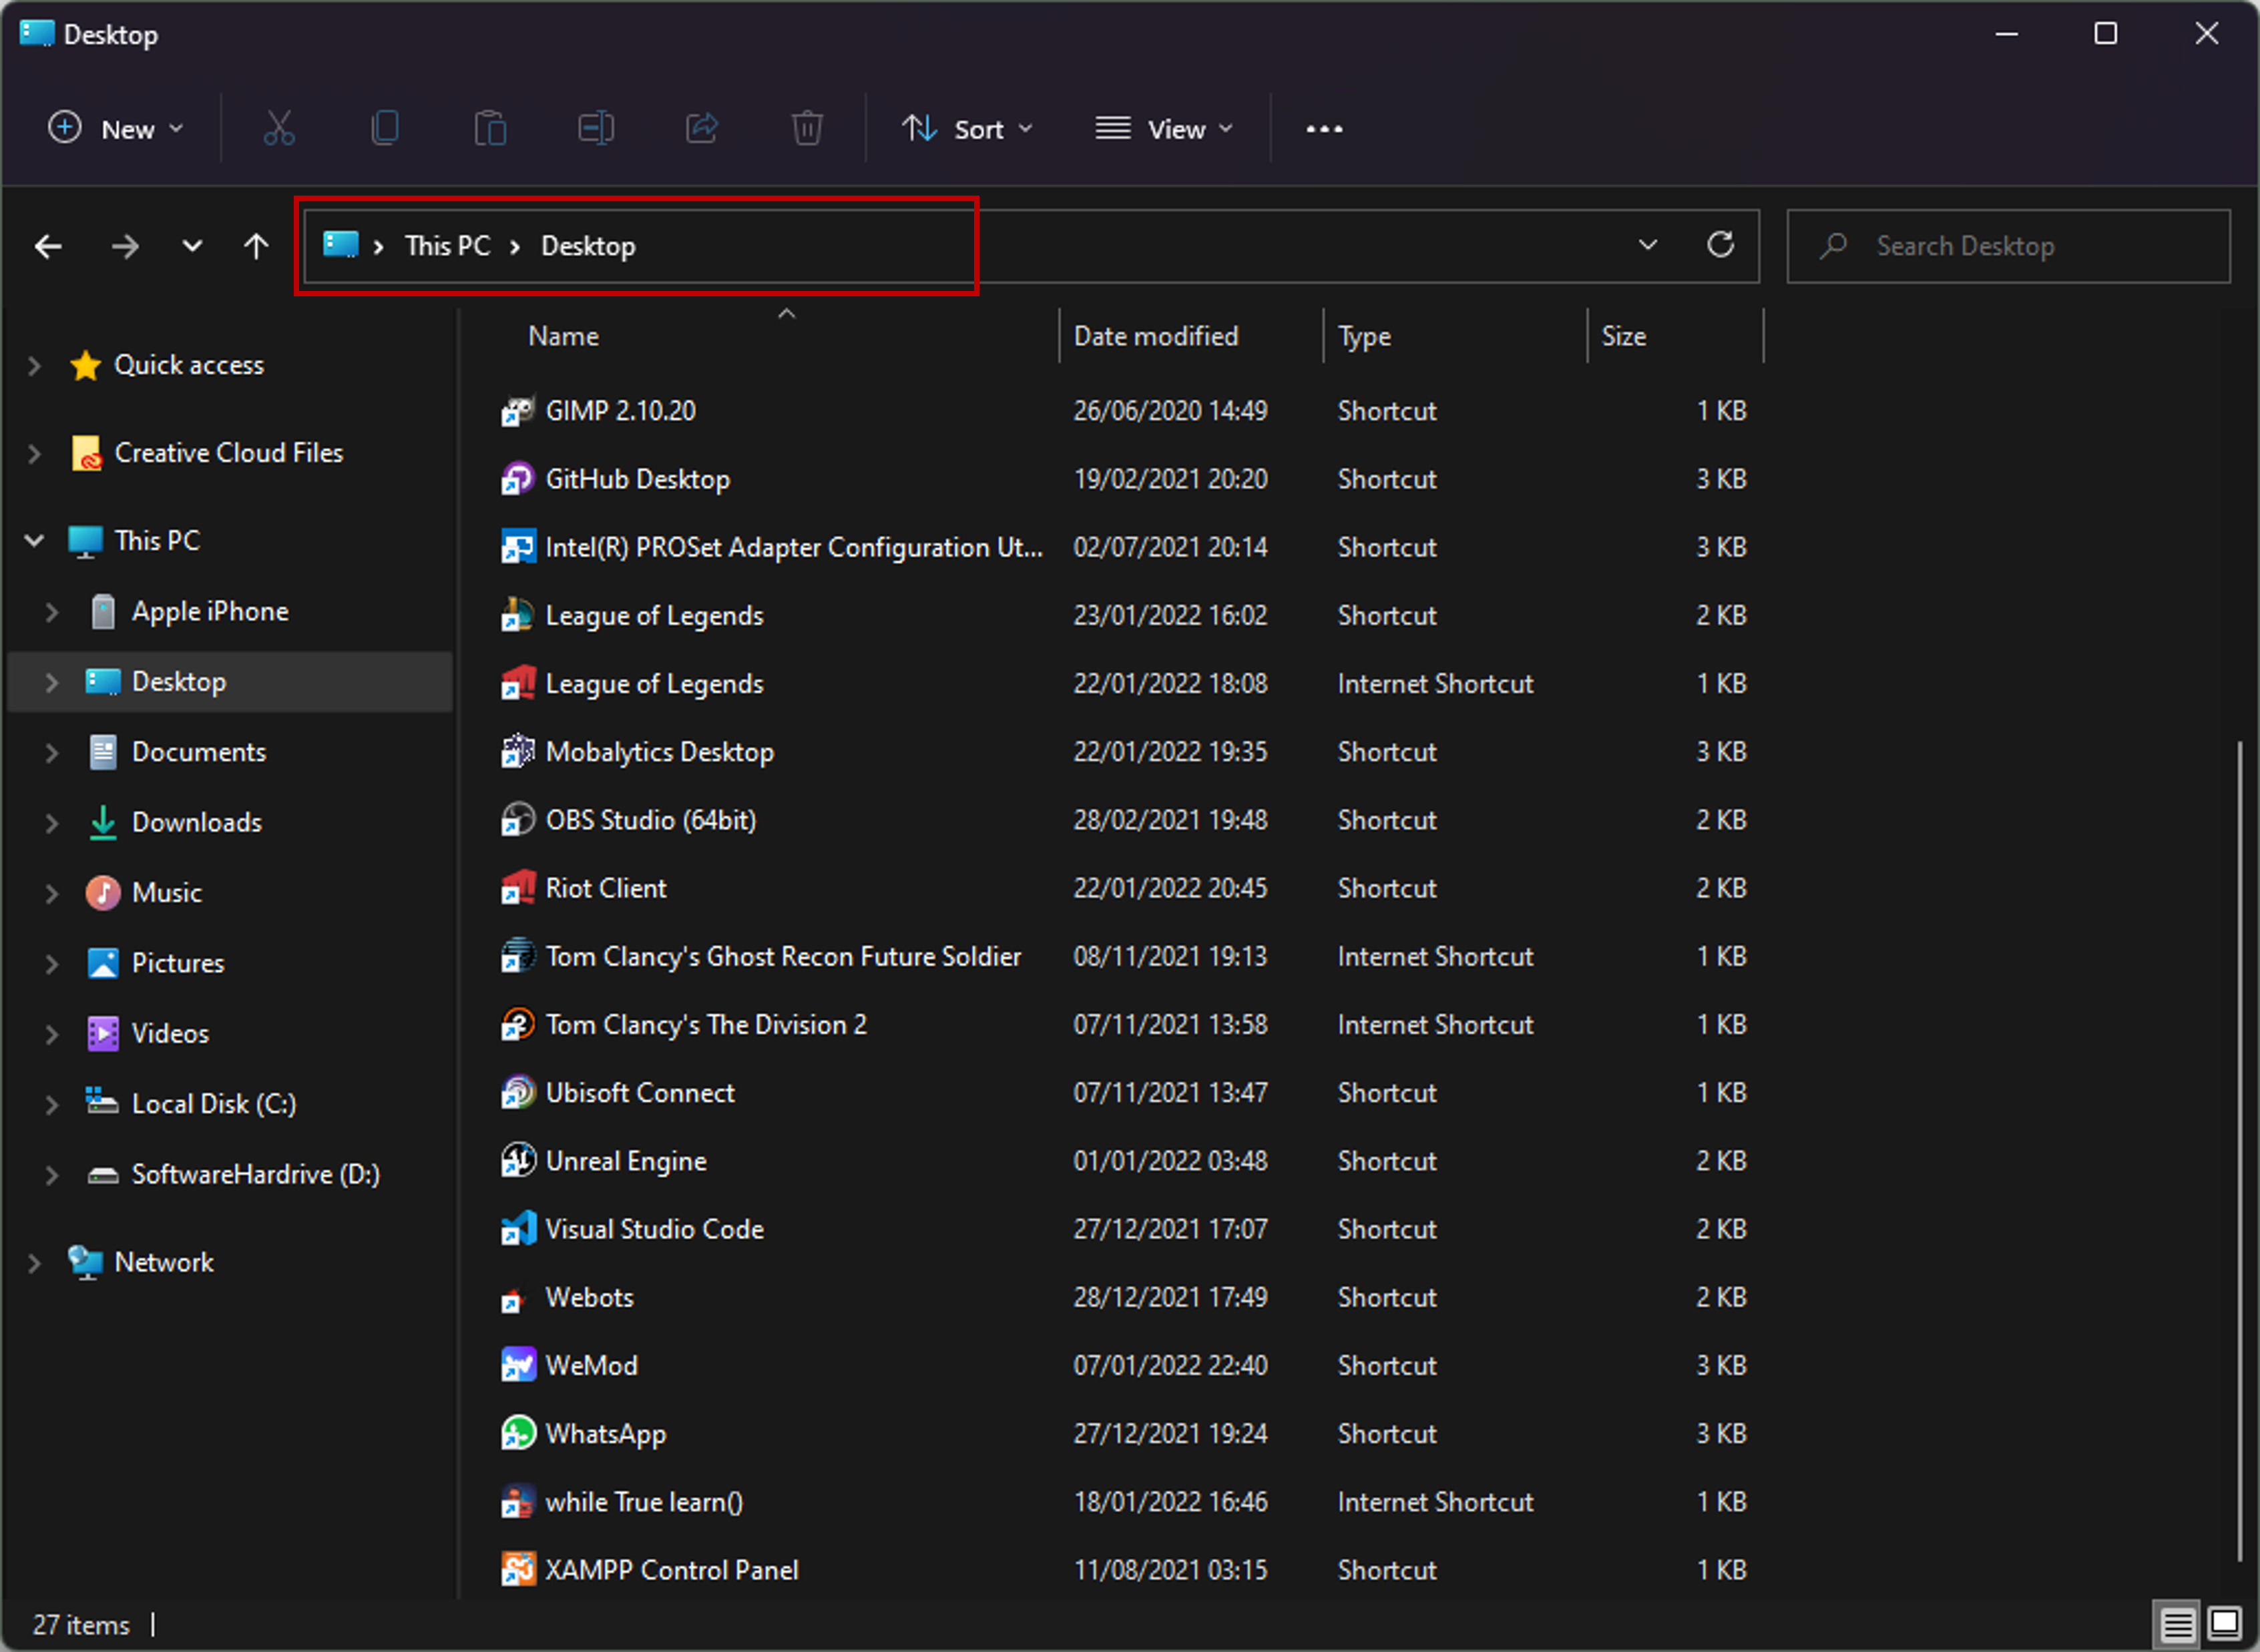 Desktop
New
Sort
View
This PC > Desktop
Search Desktop
Quick access
Creative Cloud Files
This PC
Apple iPhone
Desktop
Documents
Downloads
Music
Pictures
Videos
Local Disk (C:)
SoftwareHardrive (D:)
Network
Name Date modified Type Size
GIMP 2.10.20 26/06/2020 14:49 Shortcut 1 KB
GitHub Desktop 19/02/2021 20:20 Shortcut 3 KB
Intel(R) PROSet Adapter Configuration Ut... 02/07/2021 20:14 Shortcut 3 KB
League of Legends 23/01/2022 16:02 Shortcut 2 KB
League of Legends 22/01/2022 18:08 Internet Shortcut 1 KB
Mobalytics Desktop 22/01/2022 19:35 Shortcut 3 KB
OBS Studio (64bit) 28/02/2021 19:48 Shortcut 2 KB
Riot Client 22/01/2022 20:45 Shortcut 2 KB
Tom Clancy's Ghost Recon Future Soldier 08/11/2021 19:13 Internet Shortcut 1 KB
Tom Clancy's The Division 2 07/11/2021 13:58 Internet Shortcut 1 KB
Ubisoft Connect 07/11/2021 13:47 Shortcut 1 KB
Unreal Engine 01/01/2022 03:48 Shortcut 2 KB
Visual Studio Code 27/12/2021 17:07 Shortcut 2 KB
Webots 28/12/2021 17:49 Shortcut 2 KB
WeMod 07/01/2022 22:40 Shortcut 3 KB
WhatsApp 27/12/2021 19:24 Shortcut 3 KB
while True learn() 18/01/2022 16:46 Internet Shortcut 1 KB
XAMPP Control Panel 11/08/2021 03:15 Shortcut 1 KB
27 items